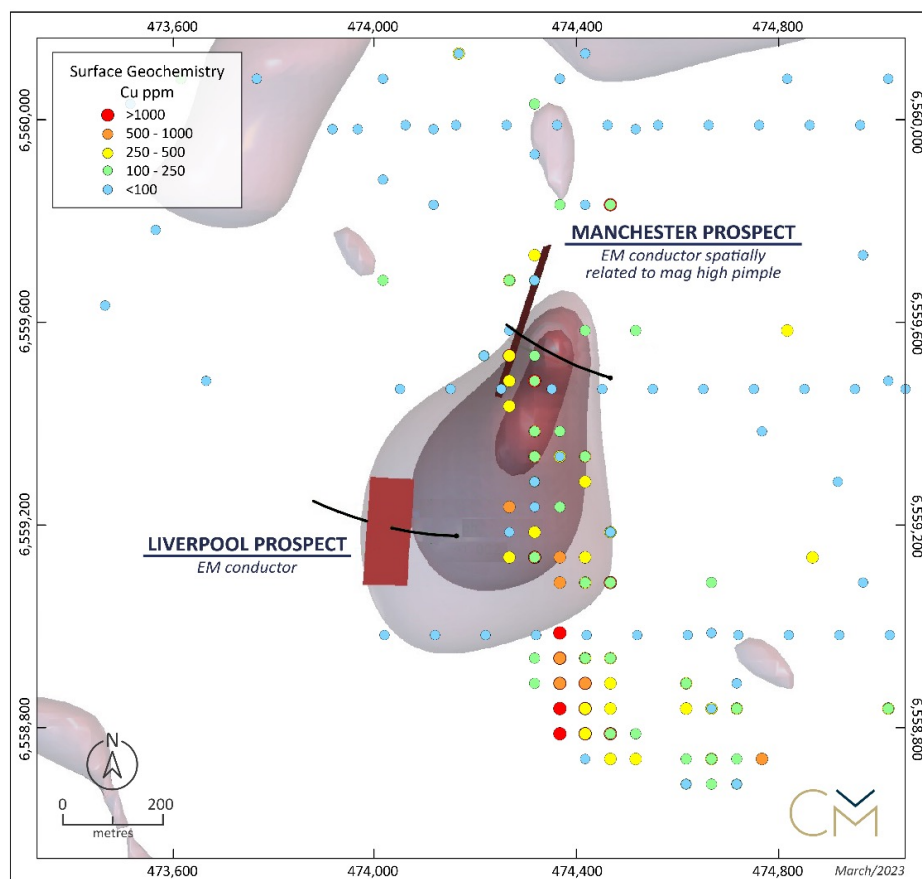 473,600 474,000 474,400 474,800
Surface Geochemistry
Cu ppm
>1000
500 - 1000
250 - 500
100 - 250
<100
6,560,000 6,560,000
MANCHESTER PROSPECT
EM conductor spatially
related to mag high pimple
6,559,600 6,559,600
6,559,200 6,559,200
LIVERPOOL PROSPECT
EM conductor
6,558,800 6,558,800
N
0 200
metres
CM
473,600 474,000 474,400 474,800
March/2023